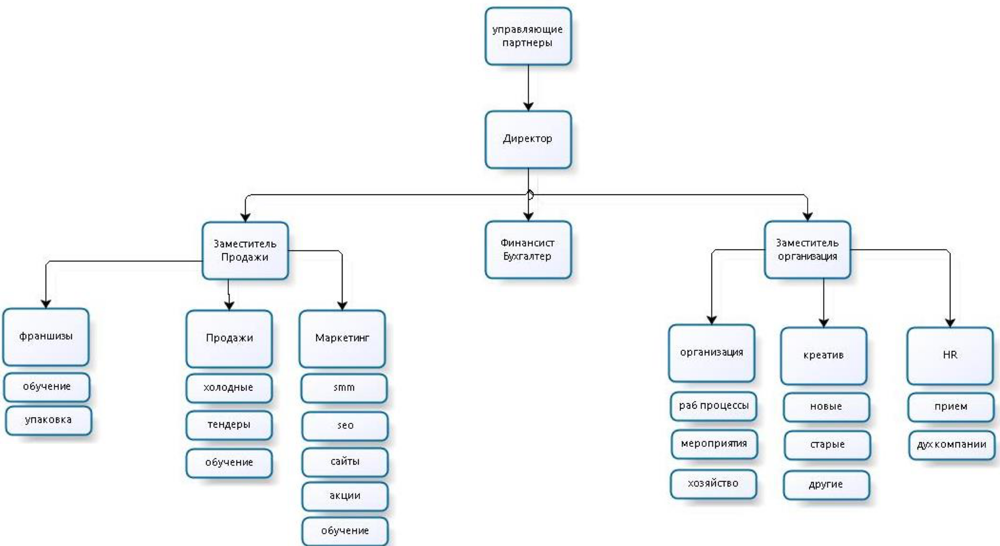 управляющие
партнеры
Директор
Заместитель
Продажи
Финансист
Бухгалтер
Заместитель
организация
франшизы
обучение
упаковка
Продажи
холодные
тендеры
обучение
Маркетинг
smm
seo
сайты
акции
обучение
организация
раб процессы
мероприятия
хозяйство
креатив
новые
старые
другие
HR
прием
дух компании